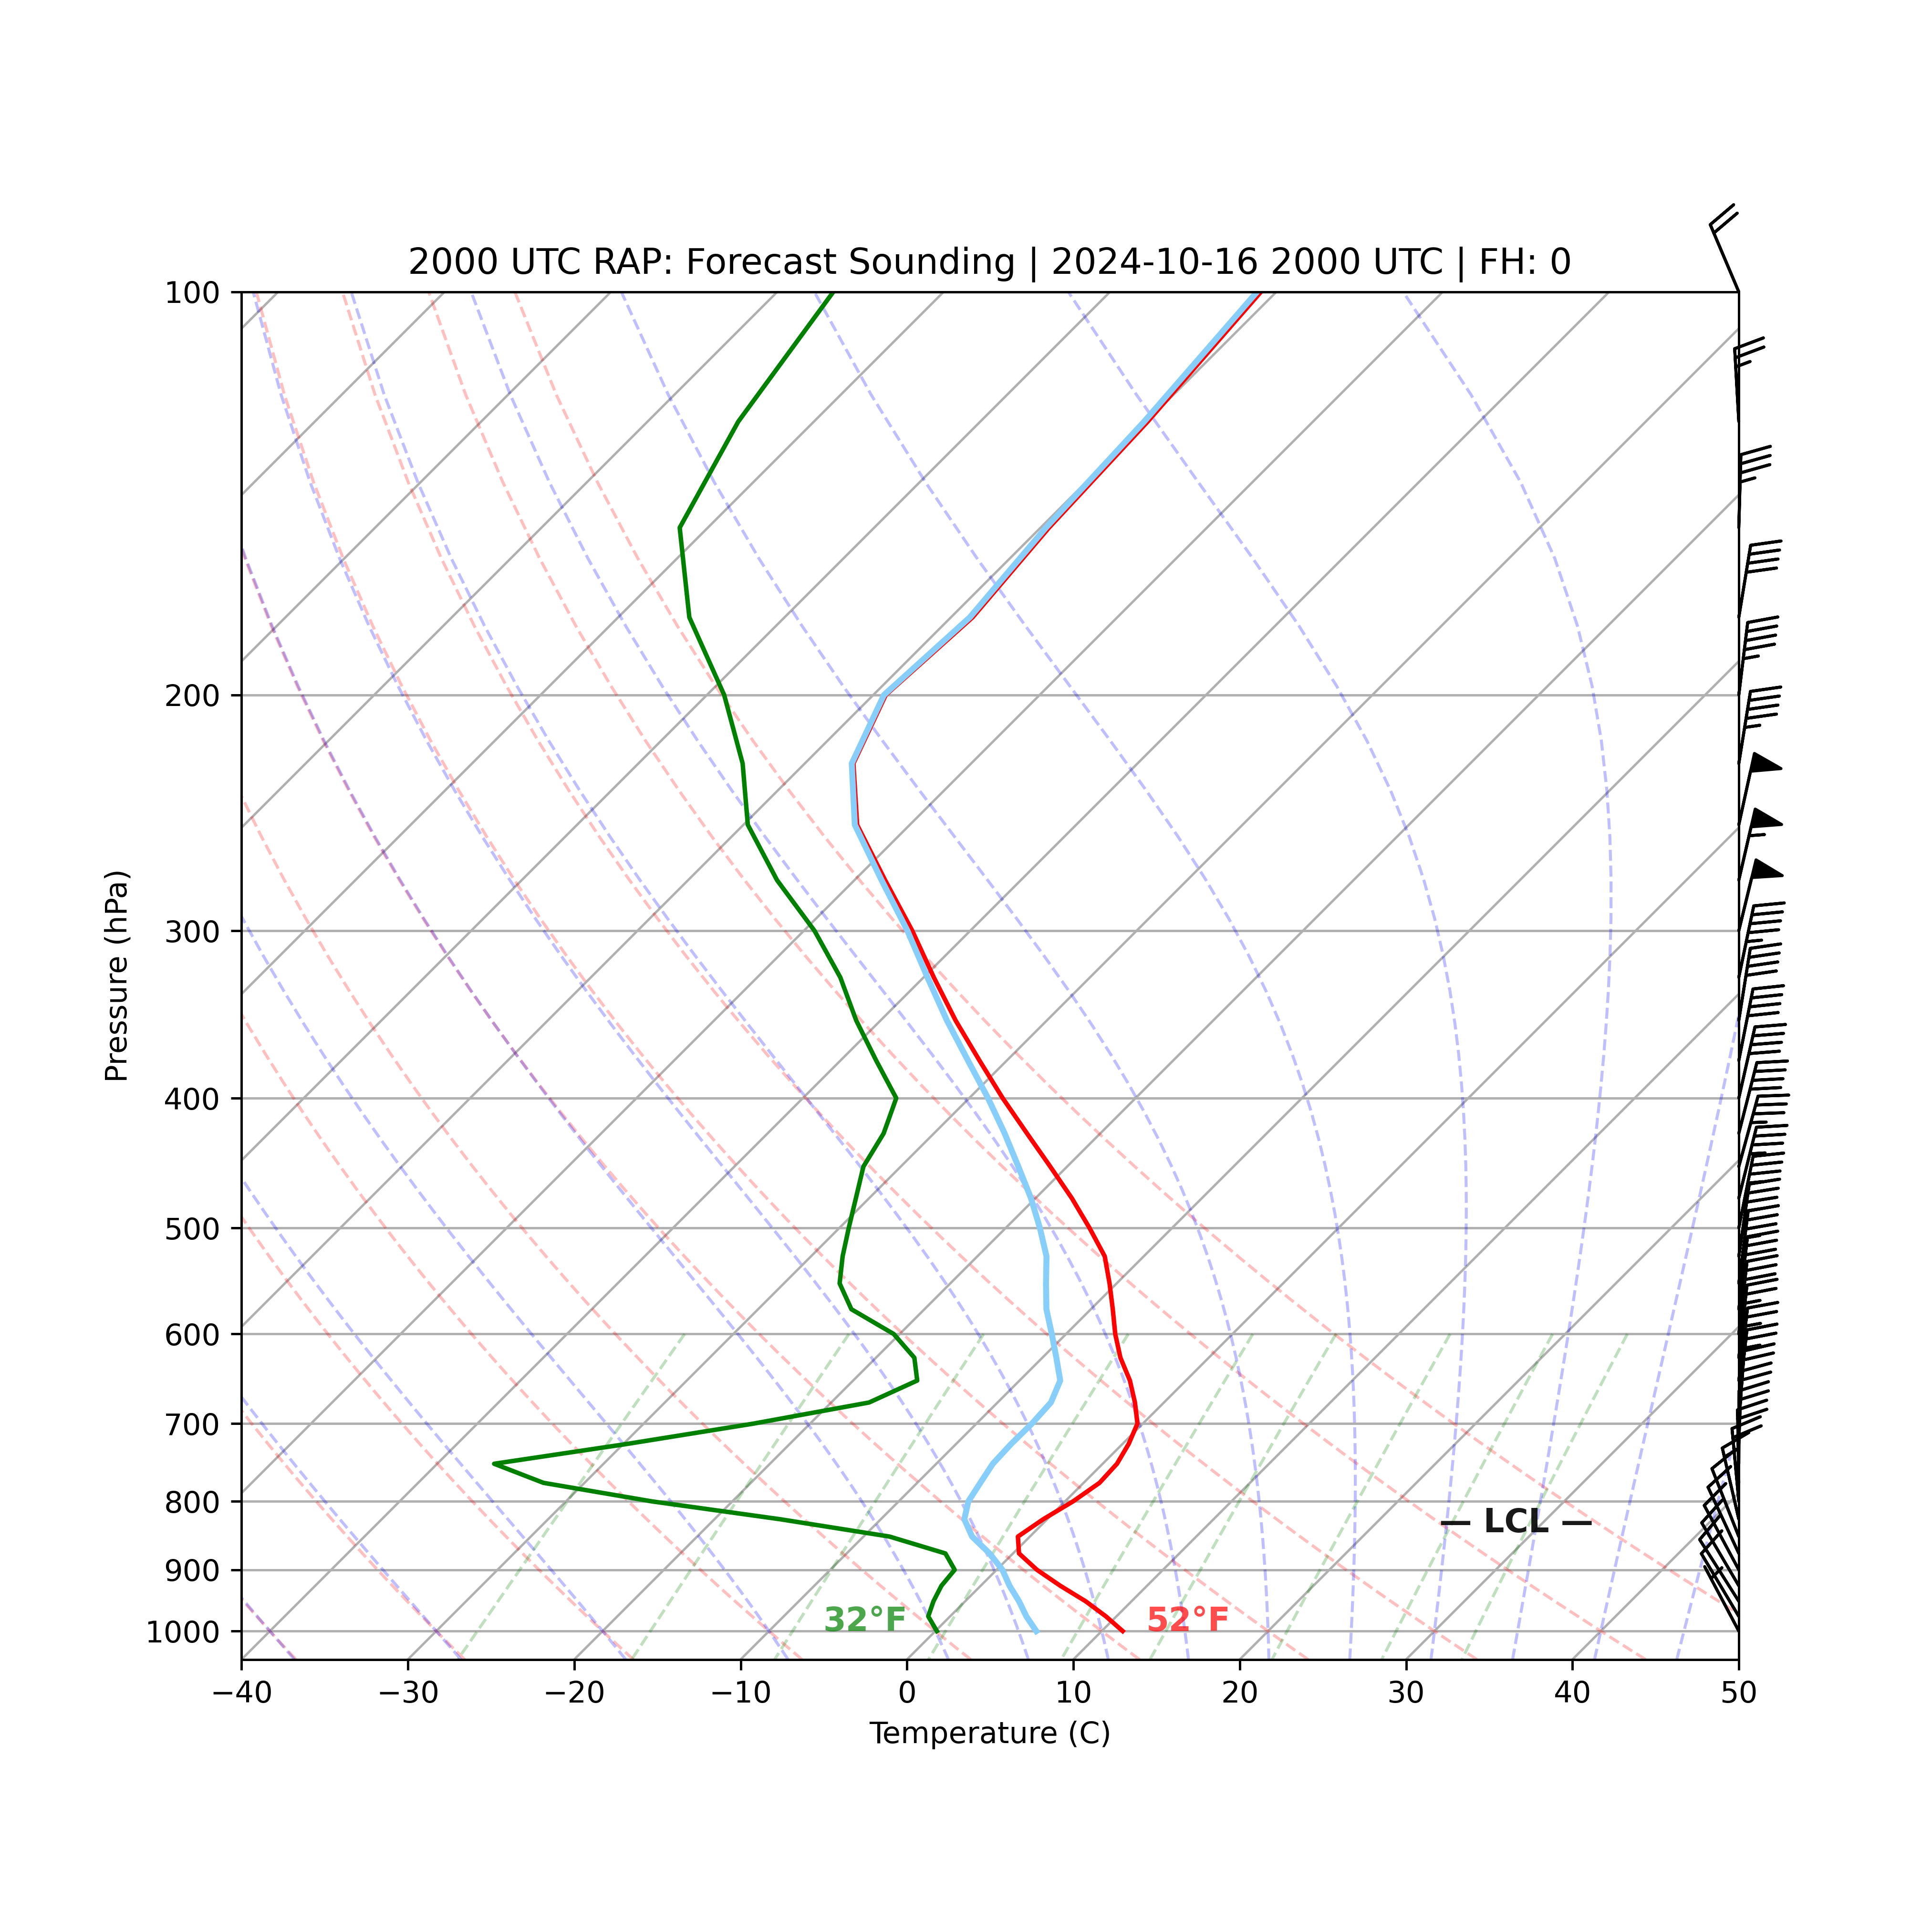 2000 UTC RAP: Forecast Sounding | 2024-10-16 2000 UTC | FH: 0
100
200
300
400
500
600
700
800
900
1000
Pressure (hPa)
— LCL —
32°F
52°F
−40 −30 −20 −10 0 10 20 30 40 50
Temperature (C)